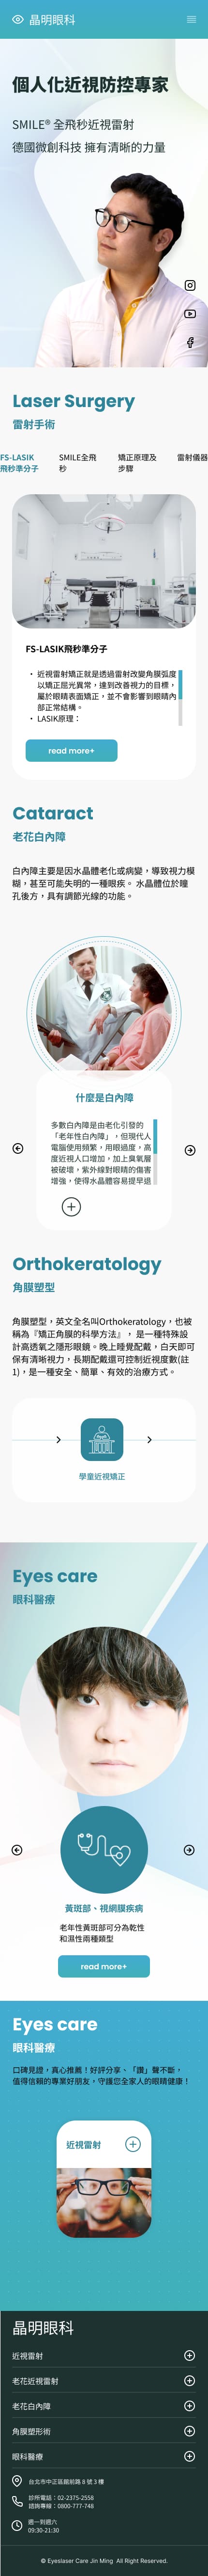 晶明眼科
個人化近視防控專家
SMILE® 全飛秒近視雷射
德國微創科技 擁有清晰的力量
Laser Surgery
雷射手術
FS-LASIK
飛秒準分子
SMILE全飛
秒
矯正原理及
步驟
雷射儀器
FS-LASIK飛秒準分子
• 近視雷射矯正就是透過雷射改變角膜弧度
以矯正屈光異常，達到改善視力的目標，
屬於眼睛表面矯正，並不會影響到眼睛內
部正常結構。
• LASIK原理：
read more+
Cataract
老花白內障
白內障主要是因水晶體老化或病變，導致視力模
糊，甚至可能失明的一種眼疾。 水晶體位於瞳
孔後方，具有調節光線的功能。
什麼是白內障
多數白內障是由老化引發的
「老年性白內障」，但現代人
電腦使用頻繁，用眼過度，高
度近視人口增加，加上臭氧層
被破壞，紫外線對眼睛的傷害
增強，使得水晶體容易提早退
Orthokeratology
角膜塑型
角膜塑型，英文全名叫Orthokeratology，也被
稱為『矯正角膜的科學方法』， 是一種特殊設
計高透氧之隱形眼鏡。晚上睡覺配戴，白天即可
保有清晰視力，長期配戴還可控制近視度數(註
1)，是一種安全、簡單、有效的治療方式。
學童近視矯正
Eyes care
眼科醫療
黃斑部、視網膜疾病
老年性黃斑部可分為乾性
和濕性兩種類型
read more+
Eyes care
眼科醫療
口碑見證，真心推薦！好評分享、「讚」聲不斷，
值得信賴的專業好朋友，守護您全家人的眼睛健康！
近視雷射
晶明眼科
近視雷射
老花近視雷射
老花白內障
角膜塑形術
眼科醫療
台北市中正區館前路 8 號 3 樓
診所電話：02-2375-2558
諮詢專線：0800-777-748
週一到週六
09:30-21:30
© Eyeslaser Care Jin Ming All Right Reserved.